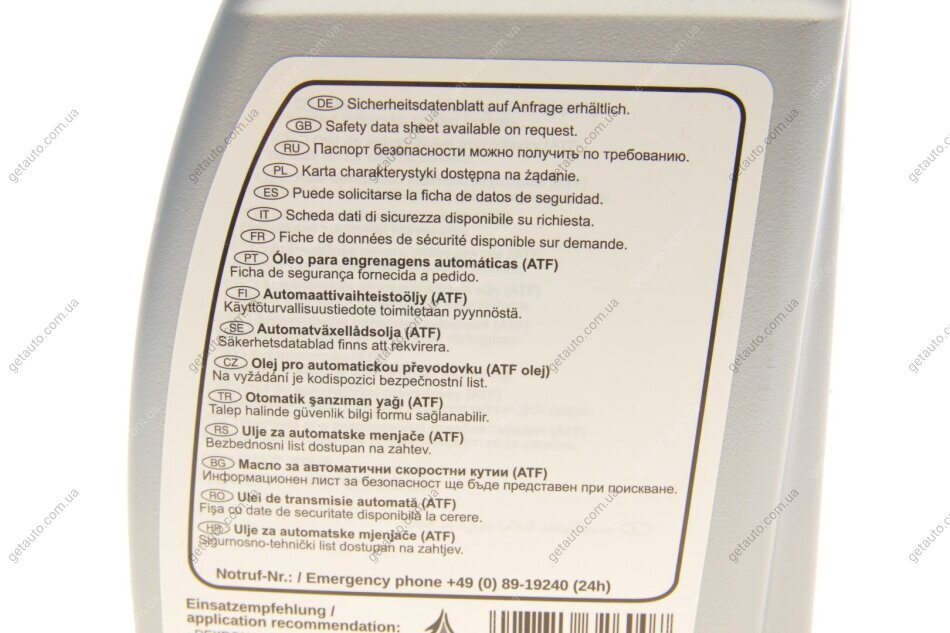 DE Sicherheitsdatenblatt auf Anfrage erhältlich.
GB Safety data sheet available on request.
RU Паспорт безопасности можно получить по требованию.
PL Karta charakterystyki dostępna na żądanie.
ES Puede solicitarse la ficha de datos de seguridad.
IT Scheda dati di sicurezza disponibile su richiesta.
FR Fiche de données de sécurité disponible sur demande.
PT Óleo para engrenagens automáticas (ATF)
Ficha de segurança fornecida a pedido.
FI Automaattivaihteistoöljy (ATF)
Käyttöturvallisuustiedote toimitetaan pyynnöstä.
SE Automatväxellådsolja (ATF)
Säkerhetsdatablad finns att rekvirera.
CZ Olej pro automatickou převodovku (ATF olej)
Na vyžádání je kodispozici bezpečnostní list.
TR Otomatik şanzıman yağı (ATF)
Talep halinde güvenlik bilgi formu sağlanabilir.
RS Ulje za automatske menjače (ATF)
Bezbednosni list dostupan na zahtev.
BG Масло за автоматични скоростни кутии (ATF)
Информационен лист за безопасност ще бъде представен при поискване.
RO Ulei de transmisie automată (ATF)
Fişa cu date de securitate disponibilă la cerere.
HR Ulje za automatske mjenjače (ATF)
Sigurnosno-tehnički list dostupan na zahtjev.
Notruf-Nr.: / Emergency phone +49 (0) 89-19240 (24h)
Einsatzempfehlung /
application recommendation:
getauto.com.ua